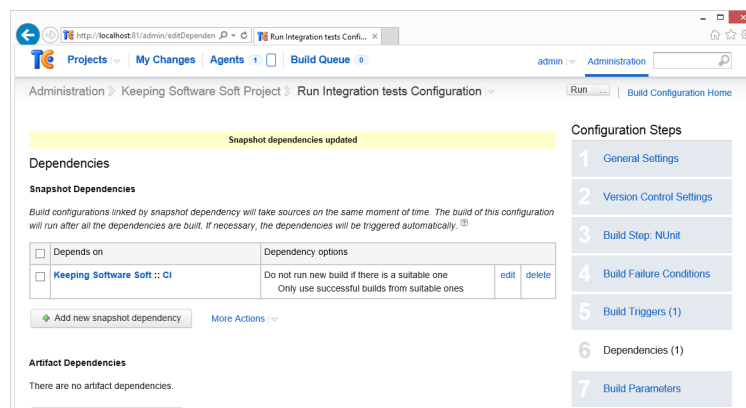 http://localhost:81/admin/editDependen
Run Integration tests Confi...
TC Projects My Changes Agents 1 Build Queue 0 admin Administration
Administration Keeping Software Soft Project Run Integration tests Configuration Run ... Build Configuration Home
Snapshot dependencies updated
Configuration Steps
Dependencies
Snapshot Dependencies
Build configurations linked by snapshot dependency will take sources on the same moment of time. The build of this configuration
will run after all the dependencies are built. If necessary, the dependencies will be triggered automatically. ?
Depends on Dependency options
Keeping Software Soft :: CI Do not run new build if there is a suitable one edit delete
Only use successful builds from suitable ones
Add new snapshot dependency More Actions
Artifact Dependencies
There are no artifact dependencies.
1 General Settings
2 Version Control Settings
3 Build Step: NUnit
4 Build Failure Conditions
5 Build Triggers (1)
6 Dependencies (1)
7 Build Parameters